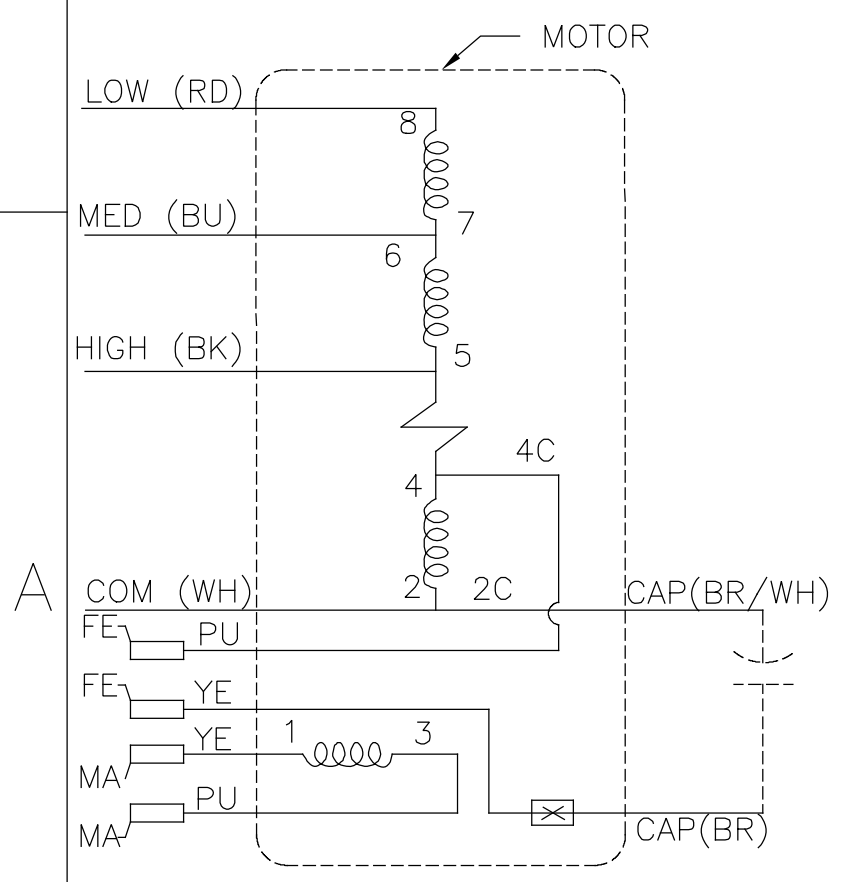 MOTOR
LOW (RD)
8
MED (BU)
7
6
HIGH (BK)
5
4C
4
A
COM (WH)
2
2C
CAP(BR/WH)
FE
PU
FE
YE
YE
1
3
MA
PU
MA
CAP(BR)